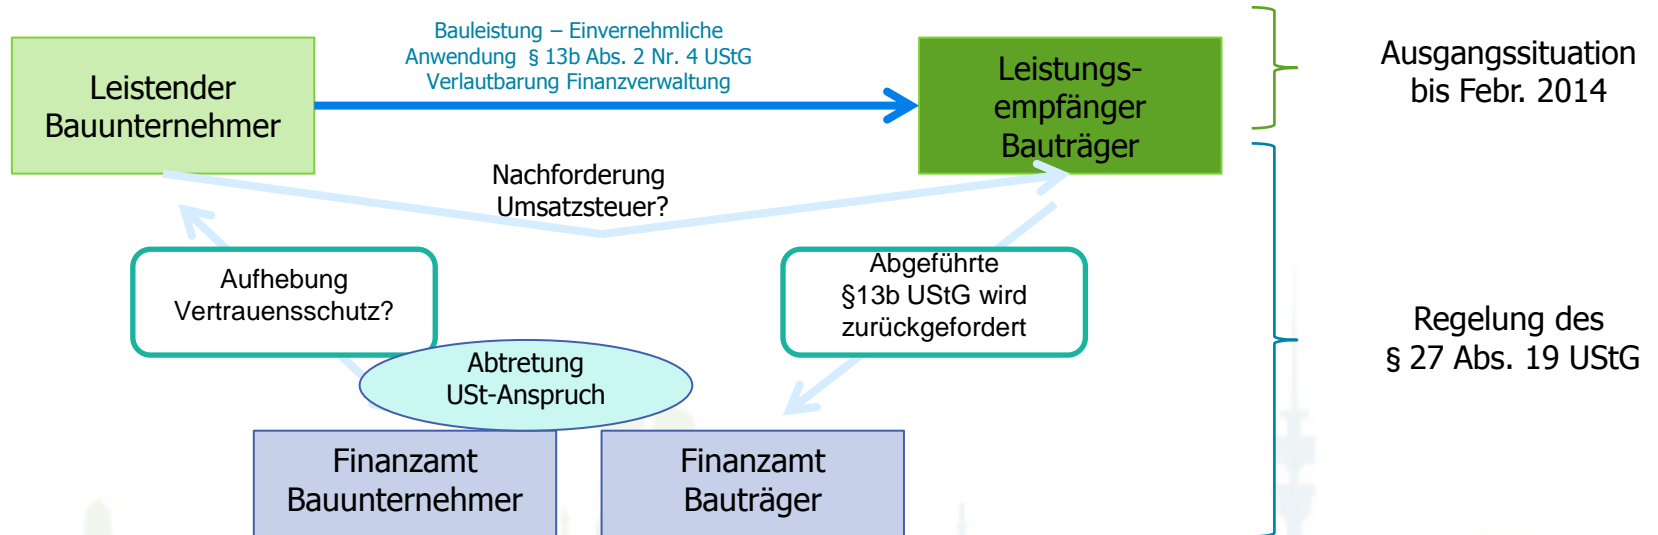 Bauleistung – Einvernehmliche
Anwendung § 13b Abs. 2 Nr. 4 UStG
Verlautbarung Finanzverwaltung
Leistender
Bauunternehmer
Leistungs-
empfänger
Bauträger
Ausgangssituation
bis Febr. 2014
Nachforderung
Umsatzsteuer?
Aufhebung
Vertrauensschutz?
Abgeführte
§13b UStG wird
zurückgefordert
Regelung des
§ 27 Abs. 19 UStG
Abtretung
USt-Anspruch
Finanzamt
Bauunternehmer
Finanzamt
Bauträger